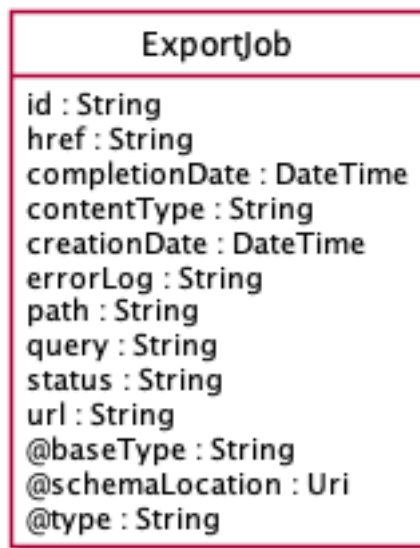 ExportJob
id : String
href : String
completionDate : DateTime
contentType : String
creationDate : DateTime
errorLog : String
path : String
query : String
status : String
url : String
@baseType : String
@schemaLocation : Uri
@type : String